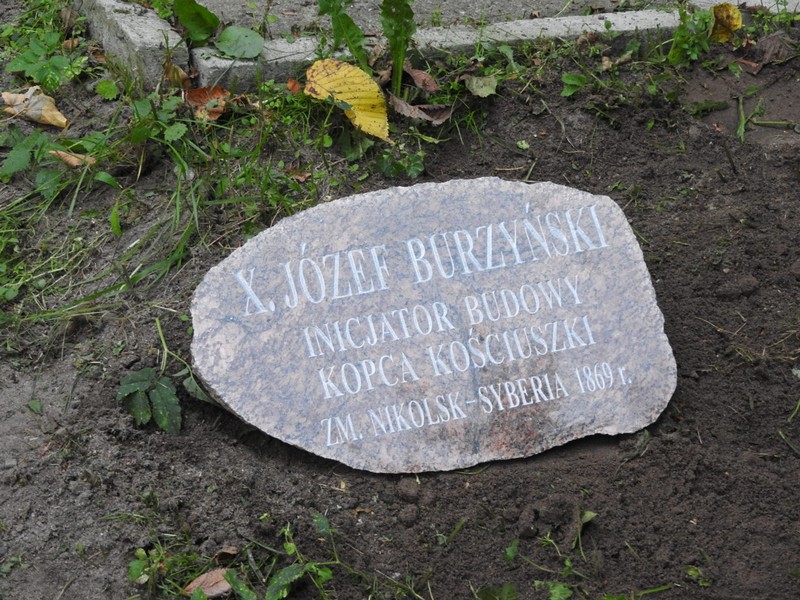 X. JÓZEF BURZYŃSKI
INICJATOR BUDOWY
KOPCA KOŚCIUSZKI
ZM. NIKOLSK-SYBERIA 1869 r.